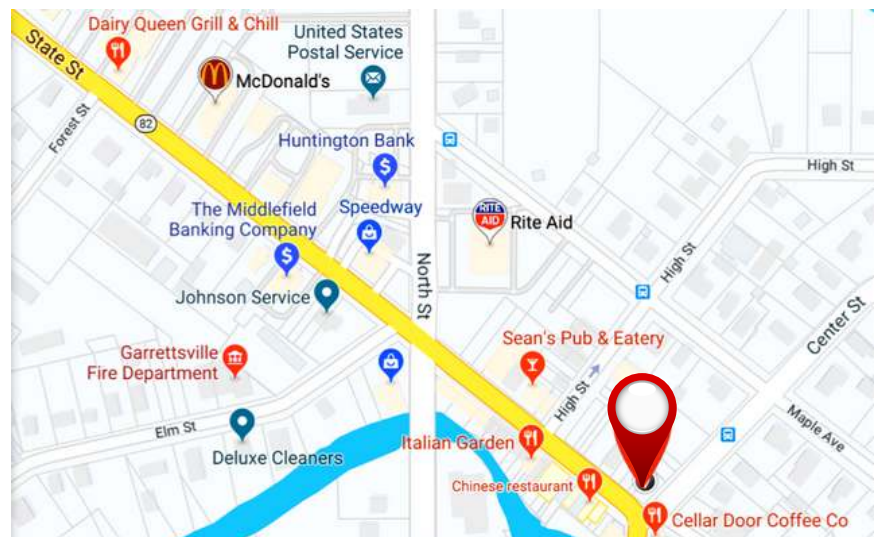 Dairy Queen Grill & Chill
United States
Postal Service
State St
McDonald's
82
Forest St
Huntington Bank
High St
The Middlefield
Banking Company
Speedway
RITE
AID
Rite Aid
North St
High St
Johnson Service
Center St
Sean's Pub & Eatery
Garrettsville
Fire Department
High St
Maple Ave
Elm St
Deluxe Cleaners
Italian Garden
Chinese restaurant
Cellar Door Coffee Co